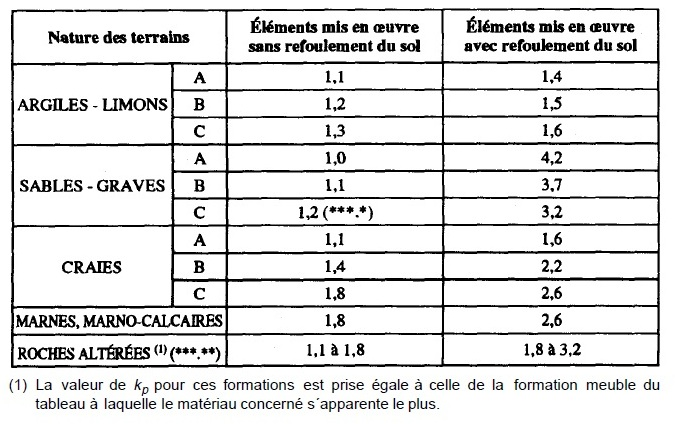 Nature des terrains Éléments mis en œuvre sans refoulement du sol Éléments mis en œuvre avec refoulement du sol
ARGILES - LIMONS A 1,1 1,4
B 1,2 1,5
C 1,3 1,6
SABLES - GRAVES A 1,0 4,2
B 1,1 3,7
C 1,2 (***.*) 3,2
CRAIES A 1,1 1,6
B 1,4 2,2
C 1,8 2,6
MARNES, MARNO-CALCAIRES 1,8 2,6
ROCHES ALTÉRÉES (1) (***.**) 1,1 à 1,8 1,8 à 3,2
(1) La valeur de kp pour ces formations est prise égale à celle de la formation meuble du
tableau à laquelle le matériau concerné s´apparente le plus.